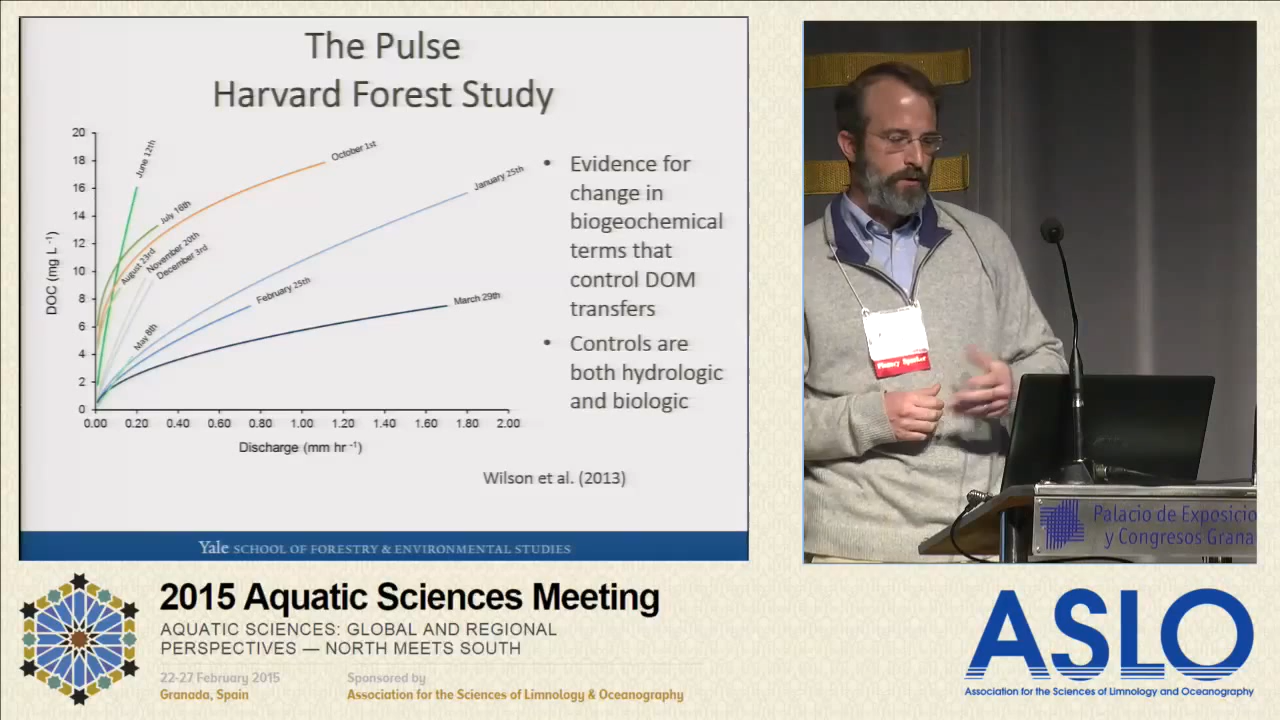 The Pulse
Harvard Forest Study
20
18
16
14
12
10
8
6
4
2
0
DOC (mg L -1)
0.00 0.20 0.40 0.60 0.80 1.00 1.20 1.40 1.60 1.80 2.00
Discharge (mm hr -1)
June 12th
July 16th
October 1st
January 25th
August 23rd
November 20th
December 3rd
February 25th
March 29th
May 8th
• Evidence for
change in
biogeochemical
terms that
control DOM
transfers
• Controls are
both hydrologic
and biologic
Wilson et al. (2013)
Yale SCHOOL OF FORESTRY & ENVIRONMENTAL STUDIES
Plenary Speaker
Palacio de Exposicio
y Congresos Grana
2015 Aquatic Sciences Meeting
AQUATIC SCIENCES: GLOBAL AND REGIONAL
PERSPECTIVES — NORTH MEETS SOUTH
22-27 February 2015
Granada, Spain
Sponsored by
Association for the Sciences of Limnology & Oceanography
ASLO
Association for the Sciences of Limnology and Oceanography